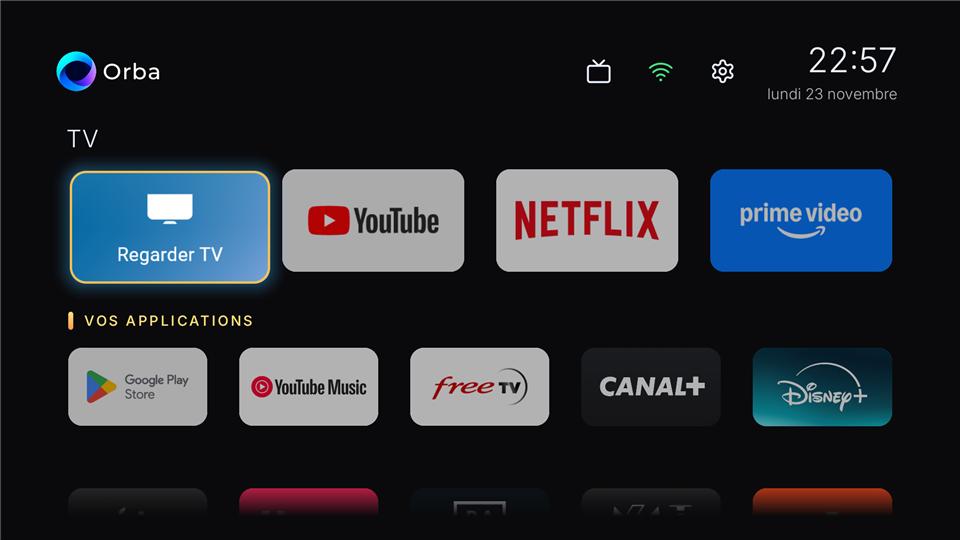 Orba
22:57
lundi 23 novembre
TV
Regarder TV
YouTube
NETFLIX
prime video
VOS APPLICATIONS
Google Play
Store
YouTube Music
free TV
CANAL+
Disney+